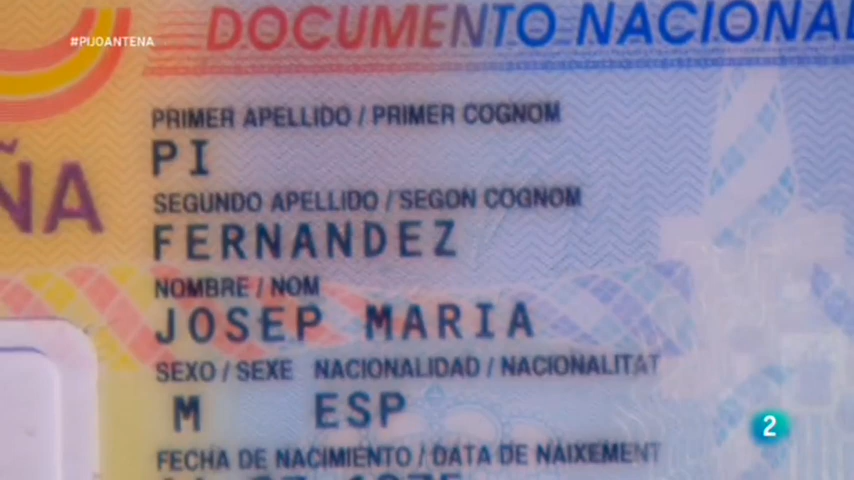 #PIJOANTENA
DOCUMENTO NACIONAL
PRIMER APELLIDO / PRIMER COGNOM
PI
ÑA
SEGUNDO APELLIDO / SEGON COGNOM
FERNANDEZ
NOMBRE / NOM
JOSEP MARIA
SEXO / SEXE NACIONALIDAD / NACIONALITAT
M ESP
2
FECHA DE NACIMIENTO / DATA DE NAIXEMENT